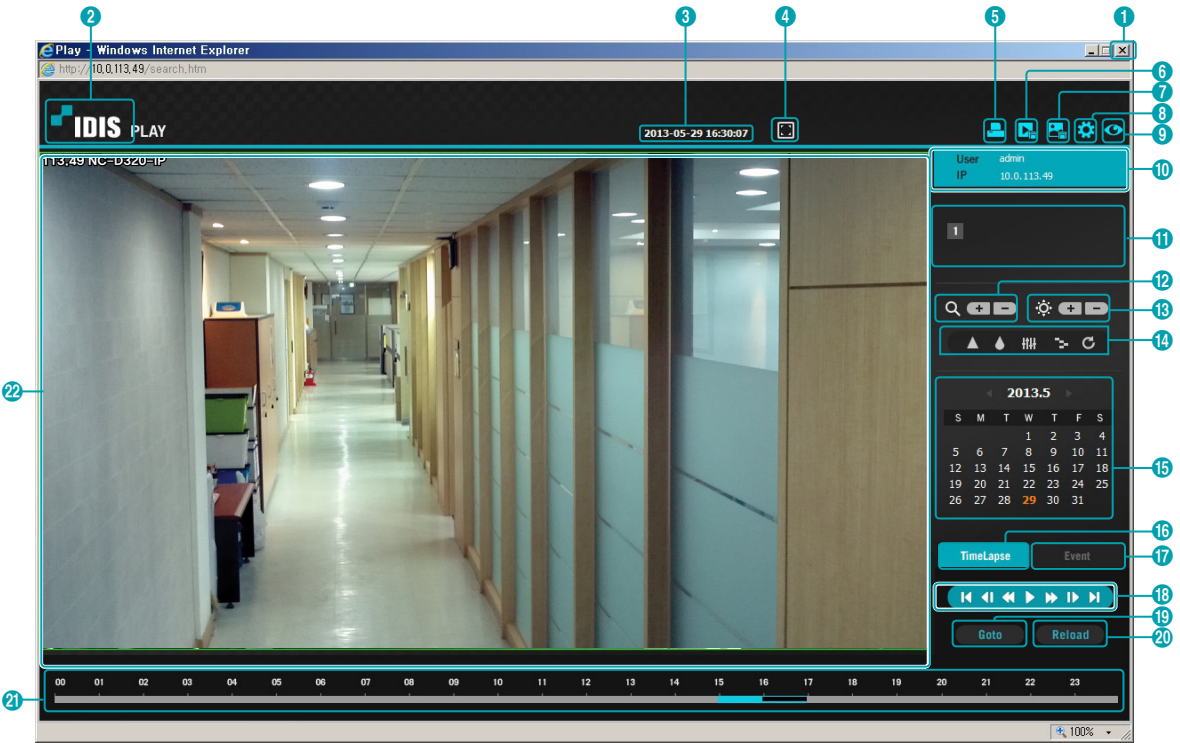 2
3
4
5
1
Play - Windows Internet Explorer
http://10,0,113,49/search,htm
6
7
8
9
IDIS PLAY
2013-05-29 16:30:07
113,49 NC-D320-IP
User admin
IP 10.0.113.49
10
1
11
12
13
14
22
2013.5
S M T W T F S
1 2 3 4
5 6 7 8 9 10 11
12 13 14 15 16 17 18
19 20 21 22 23 24 25
26 27 28 29 30 31
15
16
TimeLapse Event
17
18
19
Goto Reload
20
00 01 02 03 04 05 06 07 08 09 10 11 12 13 14 15 16 17 18 19 20 21 22 23
21
100%